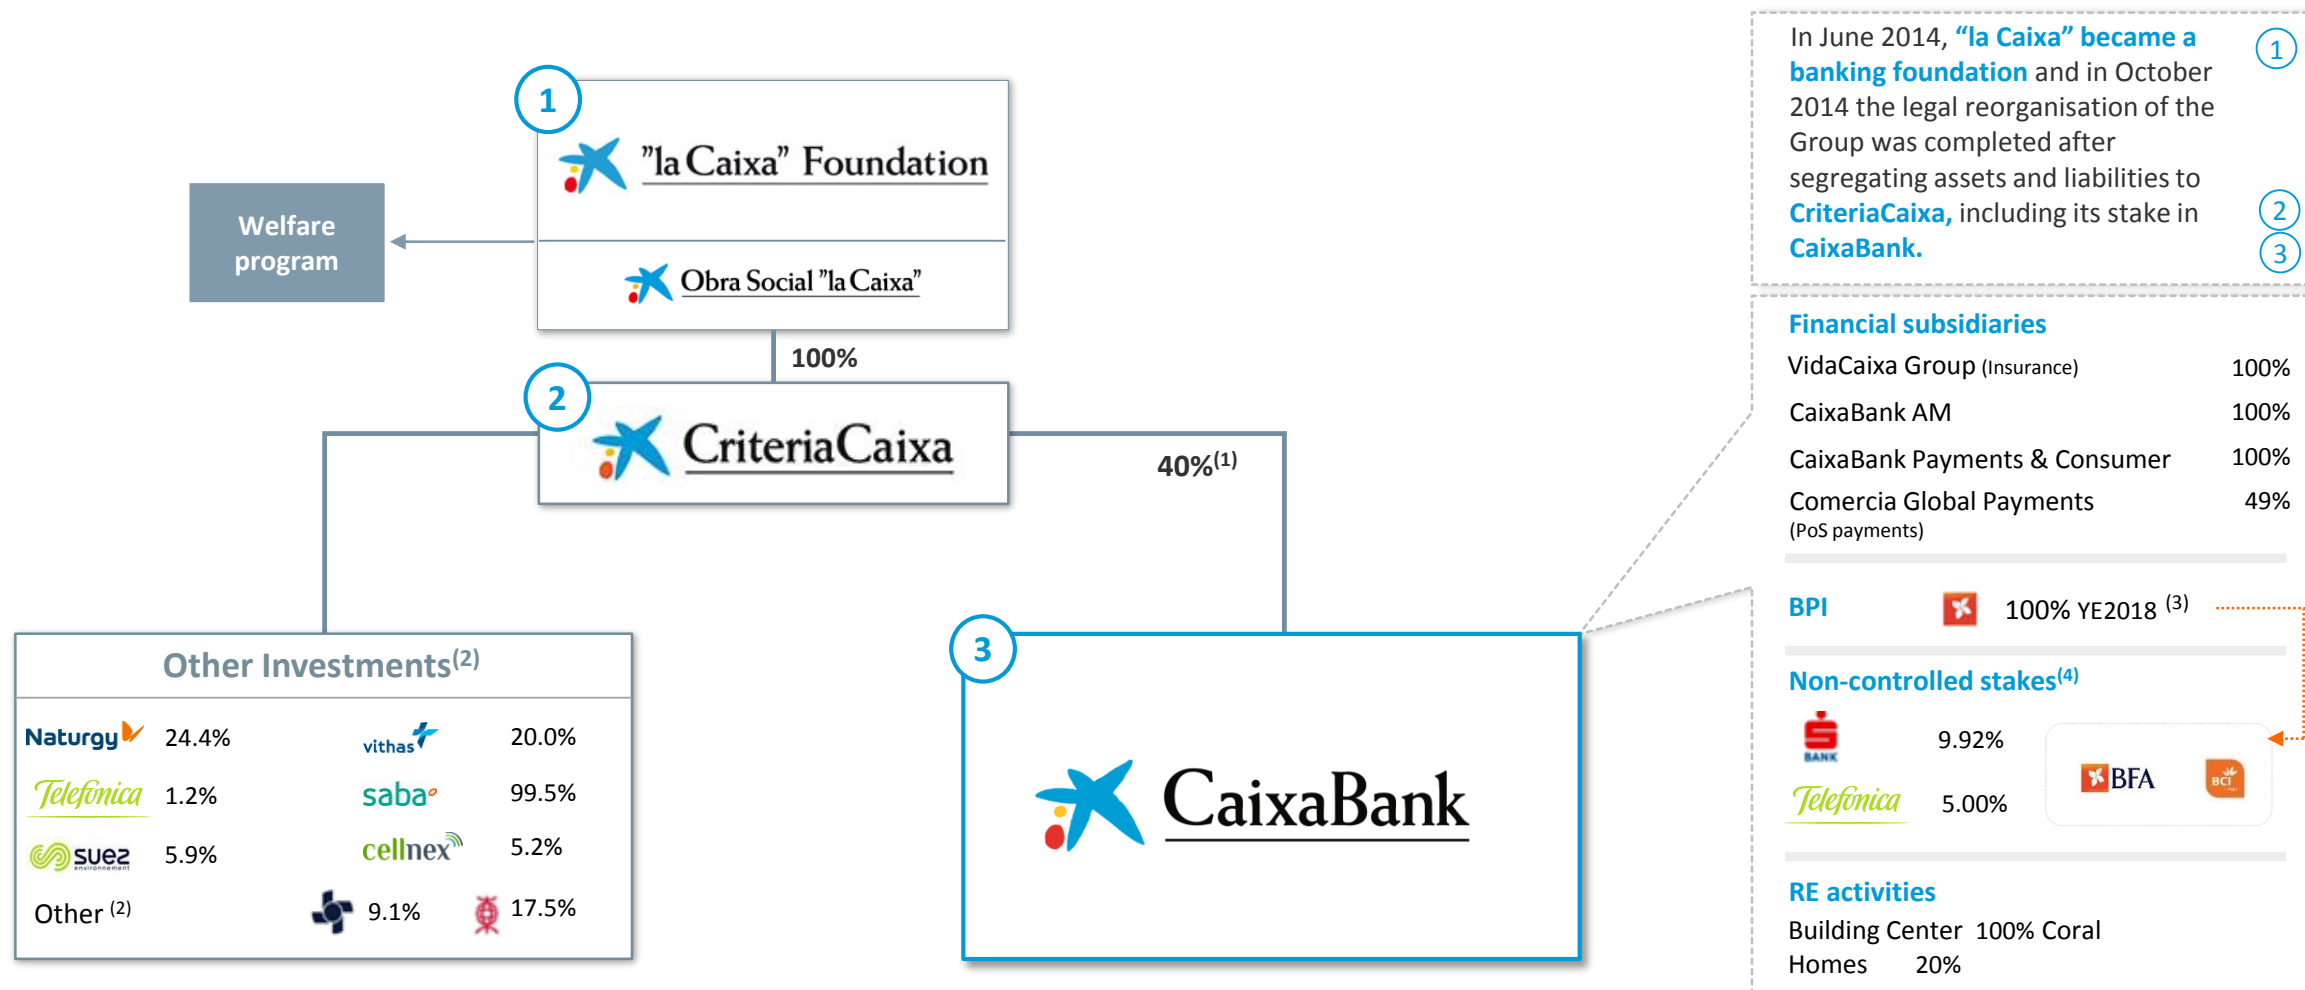 1
"la Caixa" Foundation
Welfare
program
Obra Social "la Caixa"
100%
2
CriteriaCaixa
40%(1)
Other Investments(2)
Naturgy 24.4% vithas 20.0%
Telefónica 1.2% saba 99.5%
suez environnement 5.9% cellnex 5.2%
Other (2) 9.1% 17.5%
3
CaixaBank
In June 2014, “la Caixa” became a 1
banking foundation and in October
2014 the legal reorganisation of the
Group was completed after
segregating assets and liabilities to
CriteriaCaixa, including its stake in 2
CaixaBank. 3
Financial subsidiaries
VidaCaixa Group (Insurance) 100%
CaixaBank AM 100%
CaixaBank Payments & Consumer 100%
Comercia Global Payments 49%
(PoS payments)
BPI 100% YE2018 (3)
Non-controlled stakes(4)
BANK 9.92%
BFA BCI
Telefónica 5.00%
RE activities
Building Center 100% Coral
Homes 20%